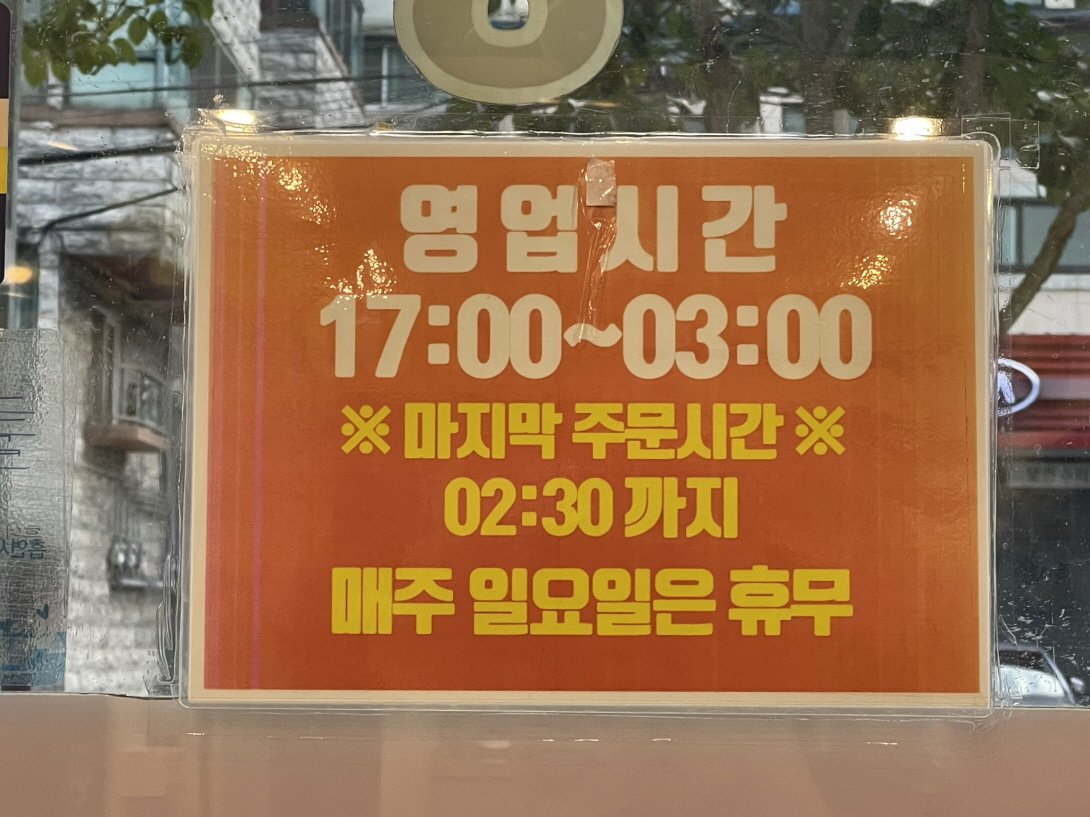 영업시간
17:00~03:00
※ 마지막 주문시간 ※
02:30 까지
매주 일요일은 휴무